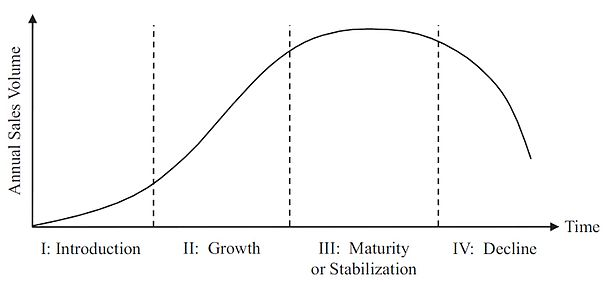 Annual Sales Volume
Time
I: Introduction
II: Growth
III: Maturity
or Stabilization
IV: Decline